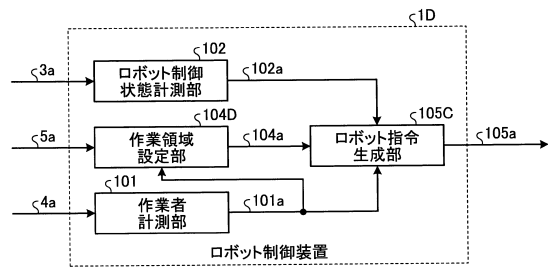 1D
3a
102
ロボット制御
状態計測部
102a
5a
104D
作業領域
設定部
104a
105C
ロボット指令
生成部
105a
4a
101
作業者
計測部
101a
ロボット制御装置